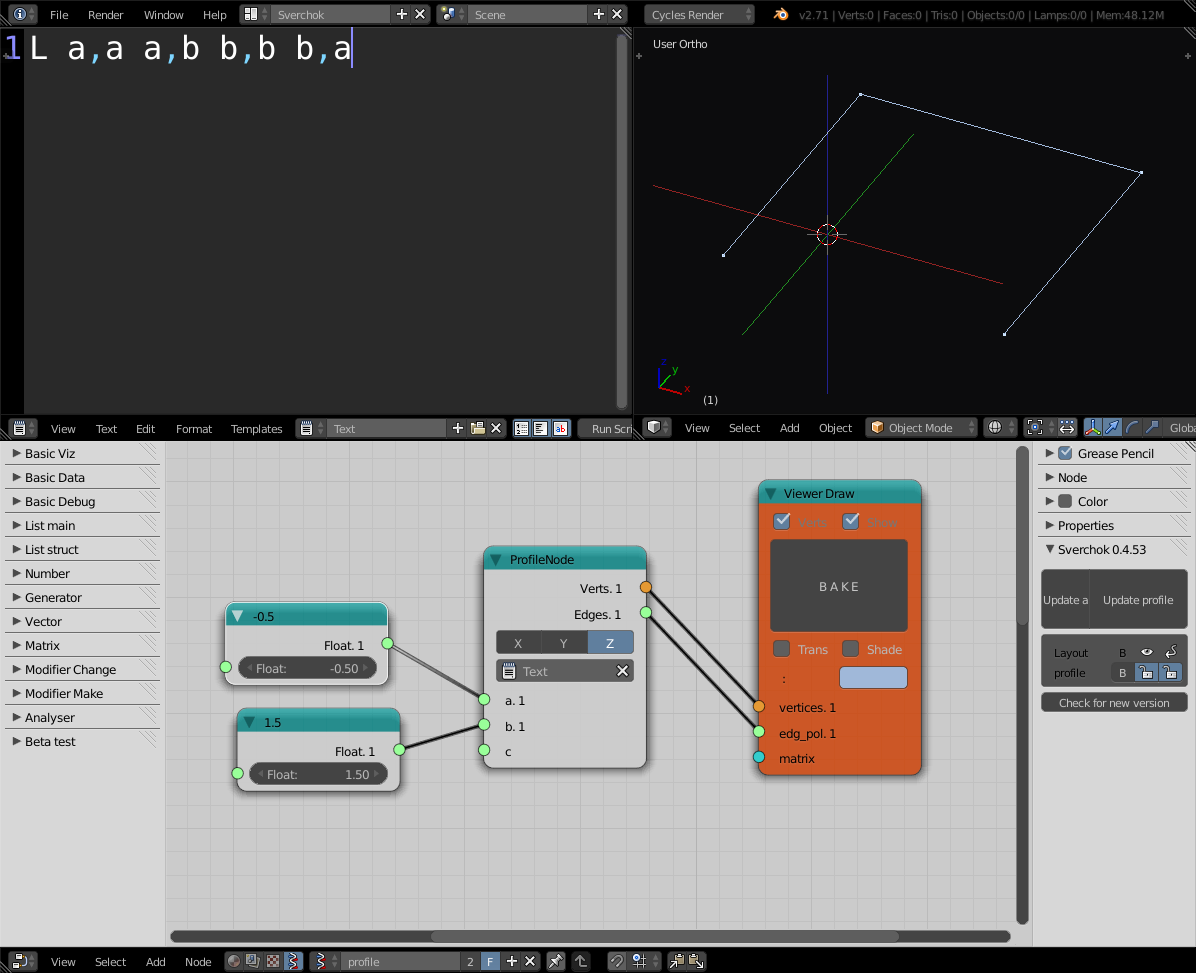 File Render Window Help Sverchok Scene Cycles Render v2.71 | Verts:0 | Faces:0 | Tris:0 | Objects:0/0 | Lamps:0/0 | Mem:48.12M
1 L a,a a,b b,b b,a
User Ortho
z
y
x
(1)
View Text Edit Format Templates Text Run Scri
View Select Add Object Object Mode Globa
Basic Viz
Basic Data
Basic Debug
List main
List struct
Number
Generator
Vector
Matrix
Modifier Change
Modifier Make
Analyser
Beta test
-0.5
Float. 1
Float: -0.50
1.5
Float. 1
Float: 1.50
ProfileNode
Verts. 1
Edges. 1
X Y Z
Text
a. 1
b. 1
c
Viewer Draw
Verts Show
B A K E
Trans Shade
:
vertices. 1
edg_pol. 1
matrix
Grease Pencil
Node
Color
Properties
Sverchok 0.4.53
Update a Update profile
Layout B
profile B
Check for new version
View Select Add Node profile 2 F